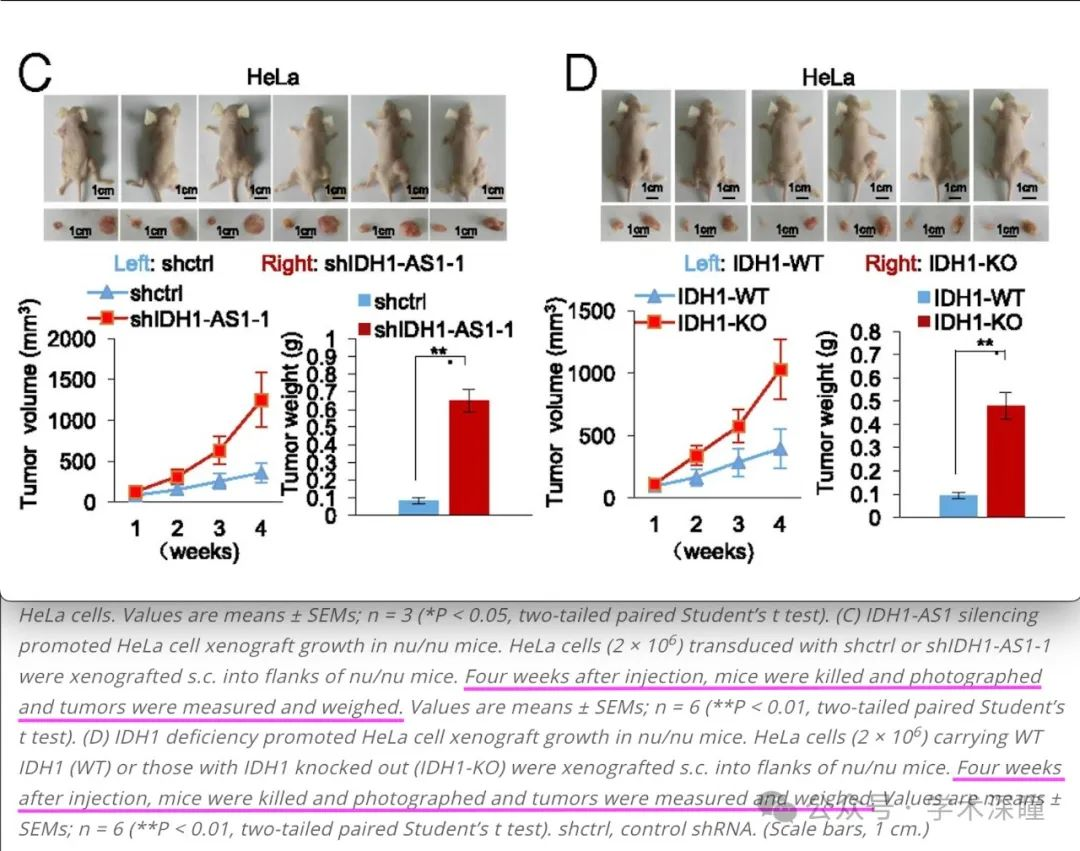 C
HeLa
1cm 1cm 1cm 1cm 1cm 1cm
1cm 1cm 1cm 1cm 1cm 1cm
Left: shctrl Right: shIDH1-AS1-1
shctrl
shIDH1-AS1-1
Tumor volume (mm³)
2000
1500
1000
500
0
1 2 3 4
(weeks)
shctrl
shIDH1-AS1-1
Tumor weight (g)
1
0.9
0.8
0.7
0.6
0.5
0.4
0.3
0.2
0.1
0
**
D
HeLa
1cm 1cm 1cm 1cm 1cm 1cm
1cm 1cm 1cm 1cm 1cm 1cm
Left: IDH1-WT Right: IDH1-KO
IDH1-WT
IDH1-KO
Tumor volume (mm³)
1500
1000
500
0
1 2 3 4
(weeks)
IDH1-WT
IDH1-KO
Tumor weight (g)
0.8
0.7
0.6
0.5
0.4
0.3
0.2
0.1
0
**
HeLa cells. Values are means ± SEMs; n = 3 (*P < 0.05, two-tailed paired Student’s t test). (C) IDH1-AS1 silencing
promoted HeLa cell xenograft growth in nu/nu mice. HeLa cells (2 × 10⁶) transduced with shctrl or shIDH1-AS1-1
were xenografted s.c. into flanks of nu/nu mice. Four weeks after injection, mice were killed and photographed
and tumors were measured and weighed. Values are means ± SEMs; n = 6 (**P < 0.01, two-tailed paired Student’s
t test). (D) IDH1 deficiency promoted HeLa cell xenograft growth in nu/nu mice. HeLa cells (2 × 10⁶) carrying WT
IDH1 (WT) or those with IDH1 knocked out (IDH1-KO) were xenografted s.c. into flanks of nu/nu mice. Four weeks
after injection, mice were killed and photographed and tumors were measured and weighed. Values are means ±
SEMs; n = 6 (**P < 0.01, two-tailed paired Student’s t test). shctrl, control shRNA. (Scale bars, 1 cm.)
公众号 · 学术深瞳